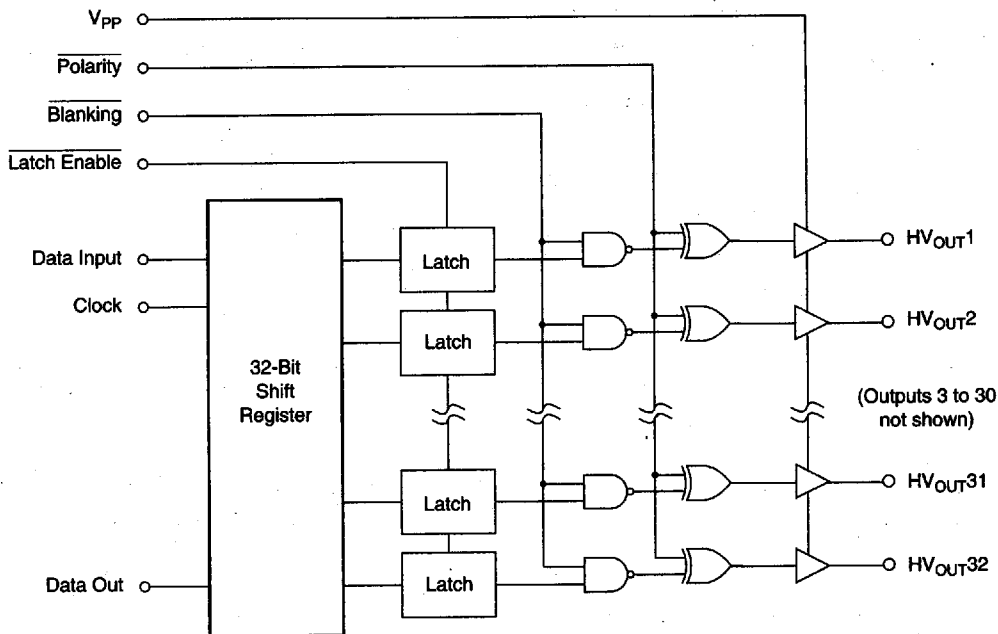 VPP
Polarity
Blanking
Latch Enable
Data Input
Clock
Data Out
32-Bit
Shift
Register
Latch
Latch
Latch
Latch
HVOUT1
HVOUT2
(Outputs 3 to 30
not shown)
HVOUT31
HVOUT32